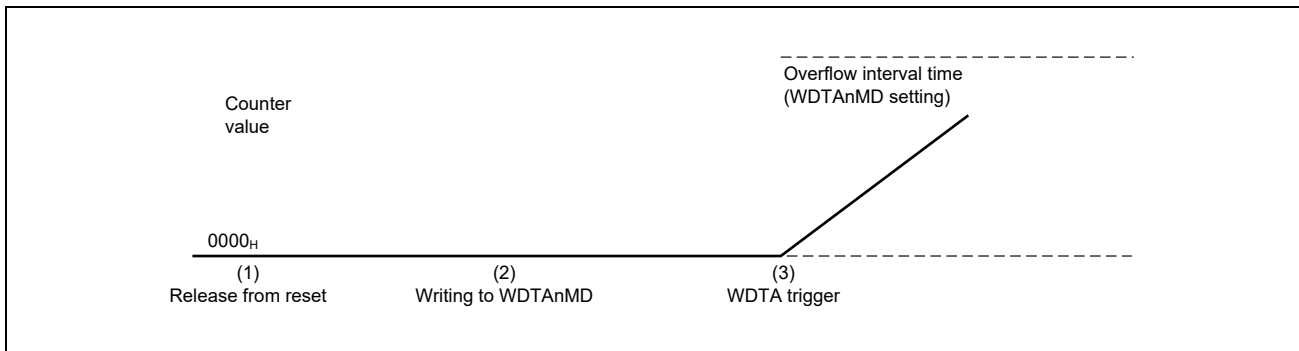 Overflow interval time
(WDTAnMD setting)
Counter
value
0000H
(1)
Release from reset
(2)
Writing to WDTAnMD
(3)
WDTA trigger